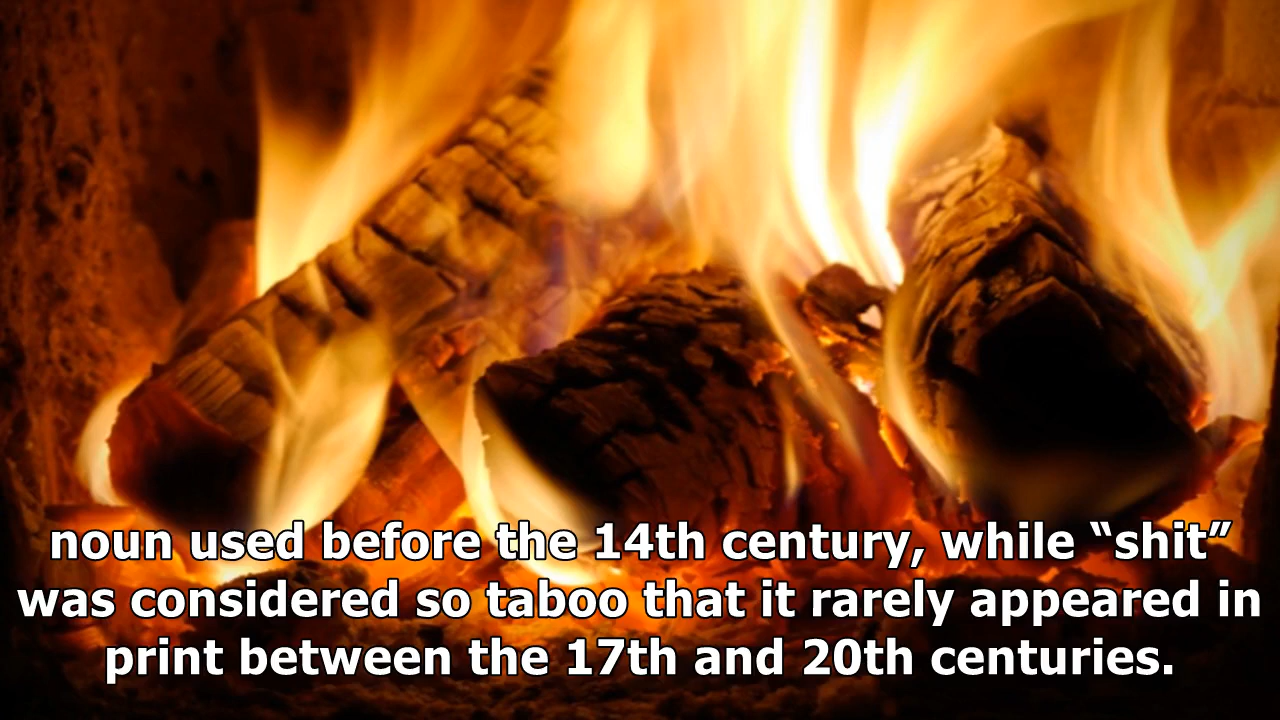 noun used before the 14th century, while “shit”
was considered so taboo that it rarely appeared in
print between the 17th and 20th centuries.